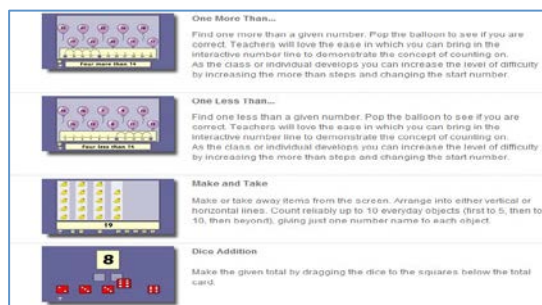 One More Than...
Find one more than a given number. Pop the balloon to see if you are
correct. Teachers will love the ease in which you can bring in the
interactive number line to demonstrate the concept of counting on.
As the class or individual develops you can increase the level of difficulty
by increasing the more than steps and changing the start number.
Four more than 14
One Less Than...
Find one less than a given number. Pop the balloon to see if you are
correct. Teachers will love the ease in which you can bring in the
interactive number line to demonstrate the concept of counting on.
As the class or individual develops you can increase the level of difficulty
by increasing the more than steps and changing the start number.
Four less than 14
Make and Take
Make or take away items from the screen. Arrange into either vertical or
horizontal lines. Count reliably up to 10 everyday objects (first to 5, then to
10, then beyond), giving just one number name to each object.
19
Dice Addition
8
Make the given total by dragging the dice to the squares below the total
card.